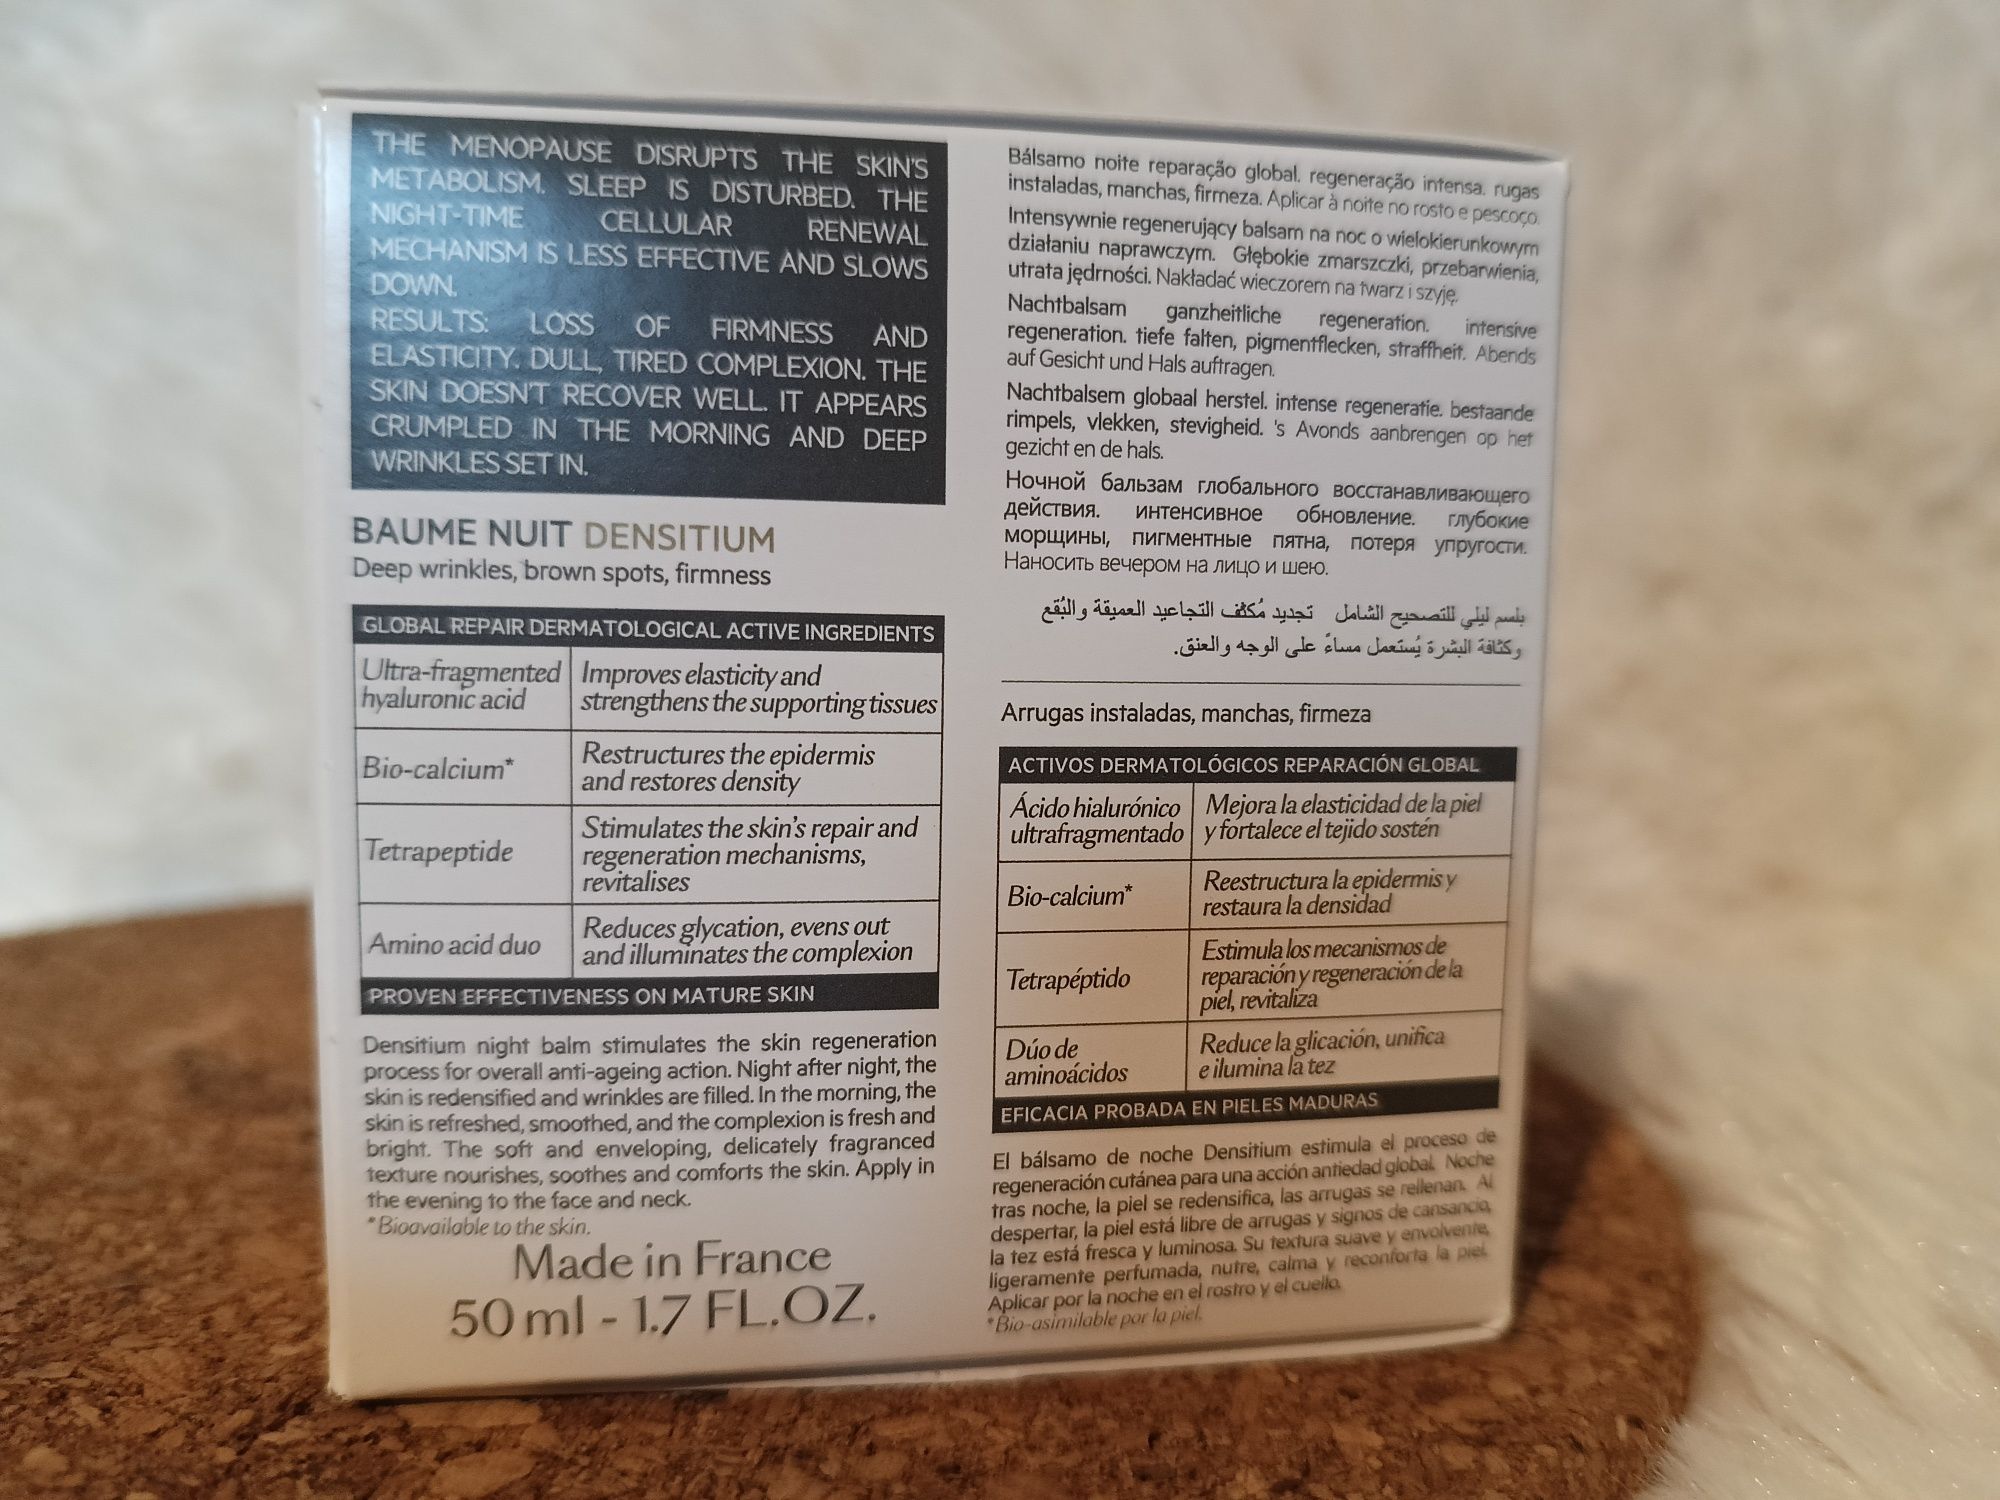 THE MENOPAUSE DISRUPTS THE SKIN'S
METABOLISM. SLEEP IS DISTURBED. THE
NIGHT-TIME CELLULAR RENEWAL
MECHANISM IS LESS EFFECTIVE AND SLOWS
DOWN.
RESULTS: LOSS OF FIRMNESS AND
ELASTICITY. DULL, TIRED COMPLEXION. THE
SKIN DOESN'T RECOVER WELL. IT APPEARS
CRUMPLED IN THE MORNING AND DEEP
WRINKLES SET IN.
BAUME NUIT DENSITIUM
Deep wrinkles, brown spots, firmness
GLOBAL REPAIR DERMATOLOGICAL ACTIVE INGREDIENTS
Ultra-fragmented
hyaluronic acid
Improves elasticity and
strengthens the supporting tissues
Bio-calcium*
Restructures the epidermis
and restores density
Tetrapeptide
Stimulates the skin's repair and
regeneration mechanisms,
revitalises
Amino acid duo
Reduces glycation, evens out
and illuminates the complexion
PROVEN EFFECTIVENESS ON MATURE SKIN
Densitium night balm stimulates the skin regeneration
process for overall anti-ageing action. Night after night, the
skin is redensified and wrinkles are filled. In the morning, the
skin is refreshed, smoothed, and the complexion is fresh and
bright. The soft and enveloping, delicately fragranced
texture nourishes, soothes and comforts the skin. Apply in
the evening to the face and neck.
*Bioavailable to the skin.
Made in France
50 ml - 1.7 FL.OZ.
Bálsamo noite reparação global. regeneração intensa. rugas
instaladas, manchas, firmeza. Aplicar à noite no rosto e pescoço.
Intensywnie regenerujący balsam na noc o wielokierunkowym
działaniu naprawczym. Głębokie zmarszczki, przebarwienia,
utrata jędrności. Nakładać wieczorem na twarz i szyję.
Nachtbalsam ganzheitliche regeneration. intensive
regeneration. tiefe falten, pigmentflecken, straffheit. Abends
auf Gesicht und Hals auftragen.
Nachtbalsem globaal herstel. intense regeneratie. bestaande
rimpels, vlekken, stevigheid. 's Avonds aanbrengen op het
gezicht en de hals.
Ночной бальзам глобального восстанавливающего
действия. интенсивное обновление. глубокие
морщины, пигментные пятна, потеря упругости.
Наносить вечером на лицо и шею.
بلسم ليلي للتصحيح الشامل تجديد مُكثف التجاعيد العميقة والبُقع
وكثافة البشرة يُستعمل مساءً على الوجه والعنق.
Arrugas instaladas, manchas, firmeza
ACTIVOS DERMATOLÓGICOS REPARACIÓN GLOBAL
Ácido hialurónico
ultrafragmentado
Mejora la elasticidad de la piel
y fortalece el tejido sostén
Bio-calcium*
Reestructura la epidermis y
restaura la densidad
Tetrapéptido
Estimula los mecanismos de
reparación y regeneración de la
piel, revitaliza
Dúo de
aminoácidos
Reduce la glicación, unifica
e ilumina la tez
EFICACIA PROBADA EN PIELES MADURAS
El bálsamo de noche Densitium estimula el proceso de
regeneración cutánea para una acción antiedad global. Noche
tras noche, la piel se redensifica, las arrugas se rellenan. Al
despertar, la piel está libre de arrugas y signos de cansancio,
la tez está fresca y luminosa. Su textura suave y envolvente,
ligeramente perfumada, nutre, calma y reconforta la piel.
Aplicar por la noche en el rostro y el cuello.
*Bio-asimilable por la piel.